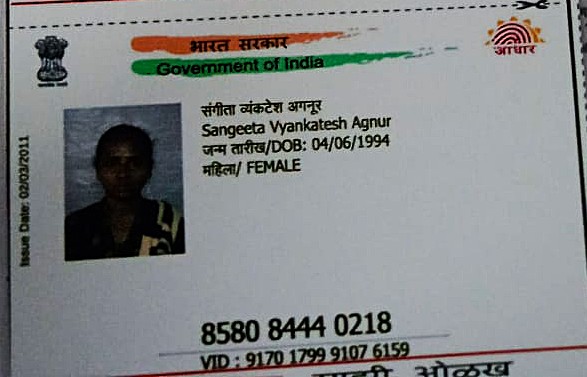 भारत सरकार
Government of India
आधार
संगीता व्यंकटेश अगनूर
Sangeeta Vyankatesh Agnur
जन्म तारीख/DOB: 04/06/1994
महिला/ FEMALE
Issue Date: 02/03/2011
8580 8444 0218
VID : 9170 1799 9107 6159
ओळख